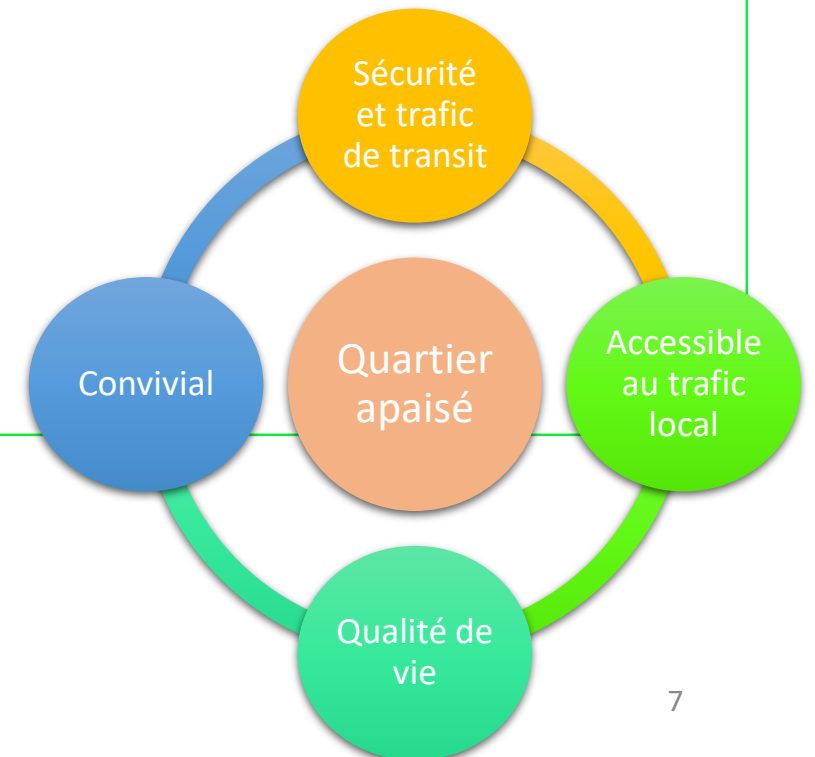 Sécurité
et trafic
de transit
Convivial
Quartier
apaisé
Accessible
au trafic
local
Qualité de
vie
7